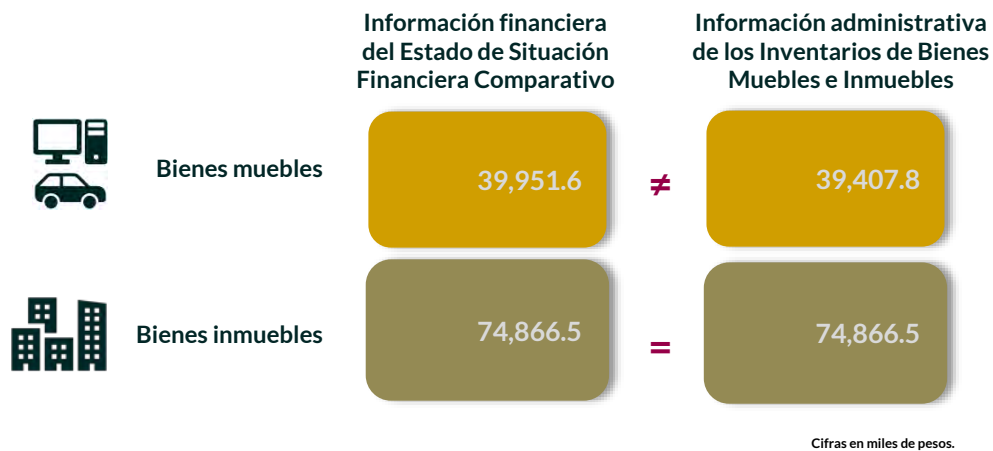 Información financiera
del Estado de Situación
Financiera Comparativo
Información administrativa
de los Inventarios de Bienes
Muebles e Inmuebles
Bienes muebles
39,951.6
≠
39,407.8
Bienes inmuebles
74,866.5
=
74,866.5
Cifras en miles de pesos.